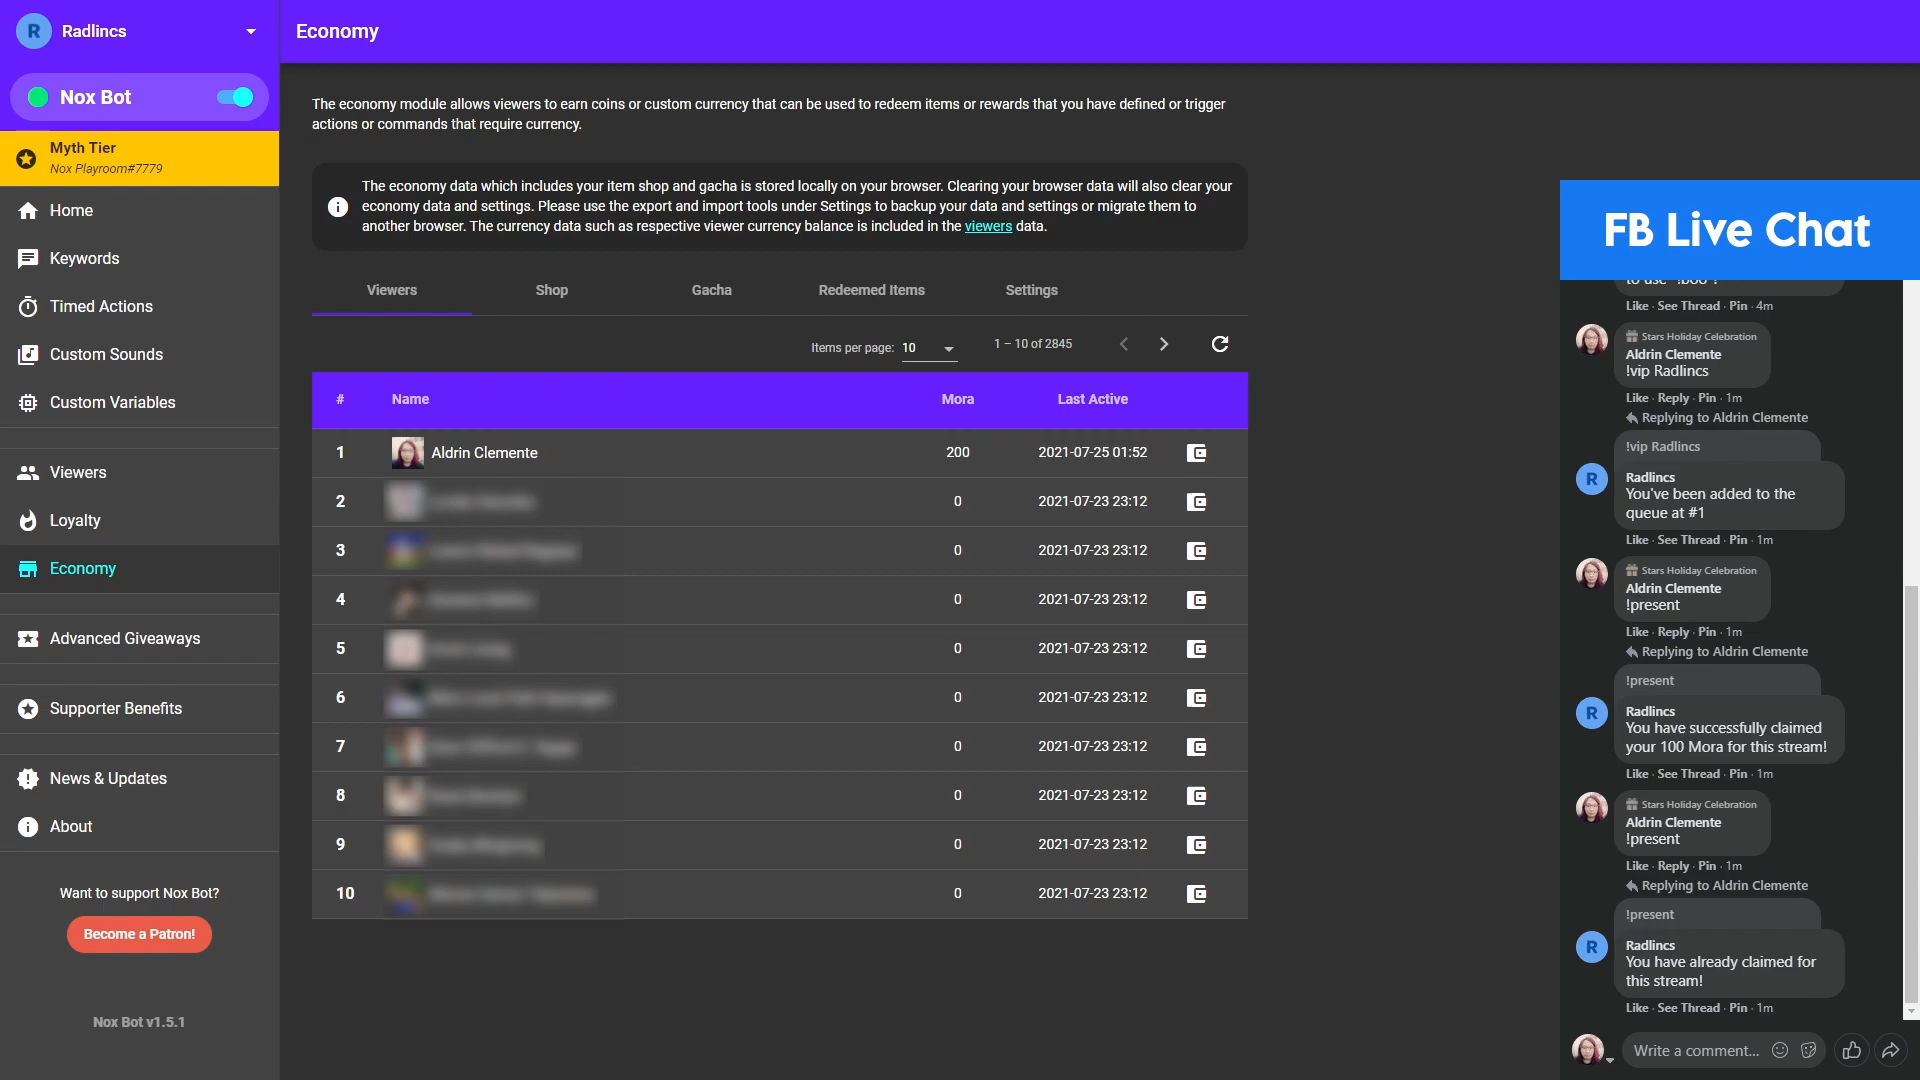 R
Radlincs
Nox Bot
Myth Tier
Nox Playroom#7779
Home
Keywords
Timed Actions
Custom Sounds
Custom Variables
Viewers
Loyalty
Economy
Advanced Giveaways
Supporter Benefits
News & Updates
About
Want to support Nox Bot?
Become a Patron!
Nox Bot v1.5.1
Economy
The economy module allows viewers to earn coins or custom currency that can be used to redeem items or rewards that you have defined or trigger
actions or commands that require currency.
The economy data which includes your item shop and gacha is stored locally on your browser. Clearing your browser data will also clear your
economy data and settings. Please use the export and import tools under Settings to backup your data and settings or migrate them to
another browser. The currency data such as respective viewer currency balance is included in the viewers data.
Viewers Shop Gacha Redeemed Items Settings
Items per page: 10 1 – 10 of 2845
# Name Mora Last Active
1 Aldrin Clemente 200 2021-07-25 01:52
2 0 2021-07-23 23:12
3 0 2021-07-23 23:12
4 0 2021-07-23 23:12
5 0 2021-07-23 23:12
6 0 2021-07-23 23:12
7 0 2021-07-23 23:12
8 0 2021-07-23 23:12
9 0 2021-07-23 23:12
10 0 2021-07-23 23:12
FB Live Chat
to use "!boo"!
Like · See Thread · Pin · 4m
Stars Holiday Celebration
Aldrin Clemente
!vip Radlincs
Like · Reply · Pin · 1m
Replying to Aldrin Clemente
!vip Radlincs
R
Radlincs
You've been added to the
queue at #1
Like · See Thread · Pin · 1m
Stars Holiday Celebration
Aldrin Clemente
!present
Like · Reply · Pin · 1m
Replying to Aldrin Clemente
!present
R
Radlincs
You have successfully claimed
your 100 Mora for this stream!
Like · See Thread · Pin · 1m
Stars Holiday Celebration
Aldrin Clemente
!present
Like · Reply · Pin · 1m
Replying to Aldrin Clemente
!present
R
Radlincs
You have already claimed for
this stream!
Like · See Thread · Pin · 1m
Write a comment...